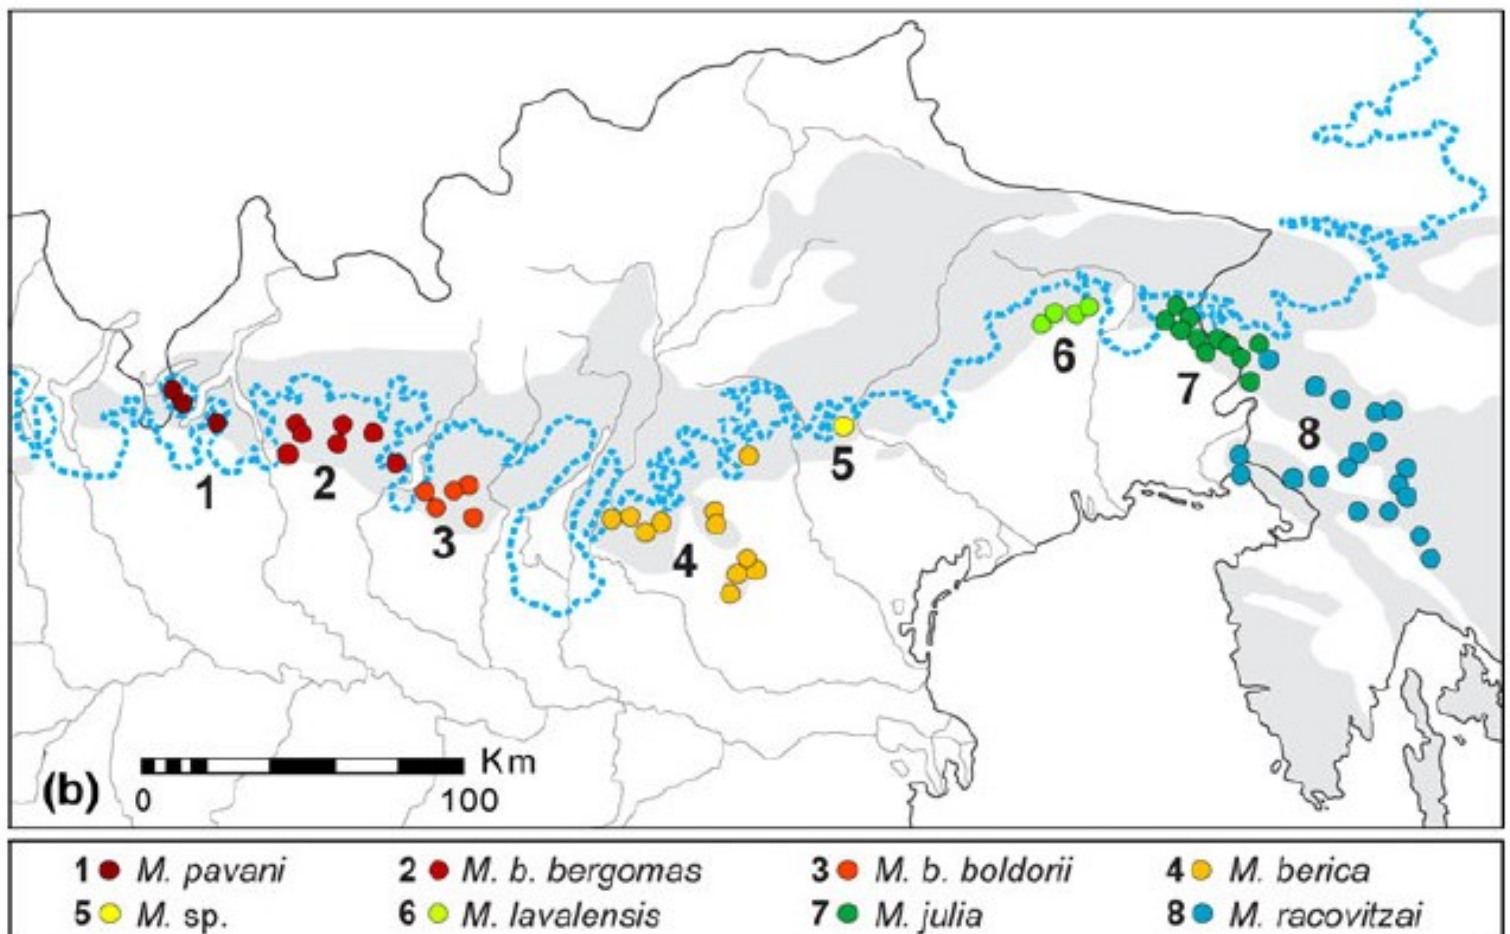 6
5
7
8
1
2
3
4
Km
(b)
0 100
1 M. pavani 2 M. b. bergomas 3 M. b. boldorii 4 M. berica
5 M. sp. 6 M. lavalensis 7 M. julia 8 M. racovitzai